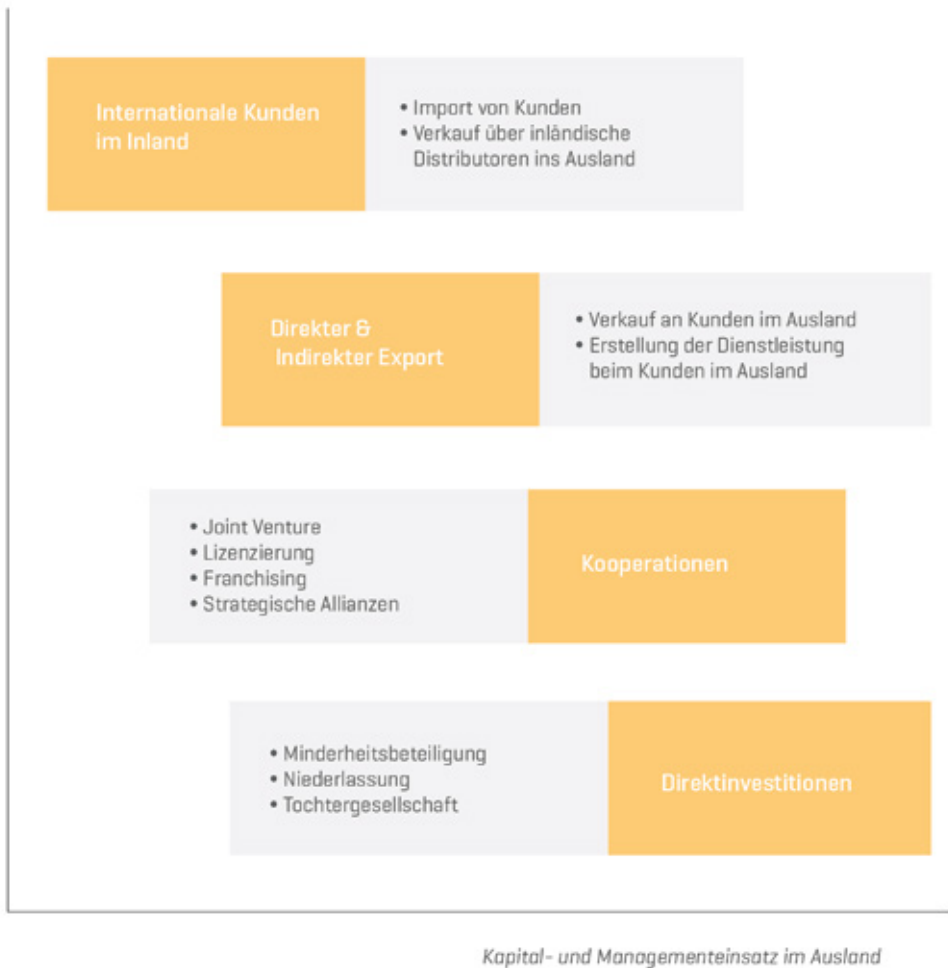 Internationale Kunden
im Inland
• Import von Kunden
• Verkauf über inländische
Distributoren ins Ausland
Direkter &
Indirekter Export
• Verkauf an Kunden im Ausland
• Erstellung der Dienstleistung
beim Kunden im Ausland
• Joint Venture
• Lizenzierung
• Franchising
• Strategische Allianzen
Kooperationen
• Minderheitsbeteiligung
• Niederlassung
• Tochtergesellschaft
Direktinvestitionen
Kapital- und Managementeinsatz im Ausland